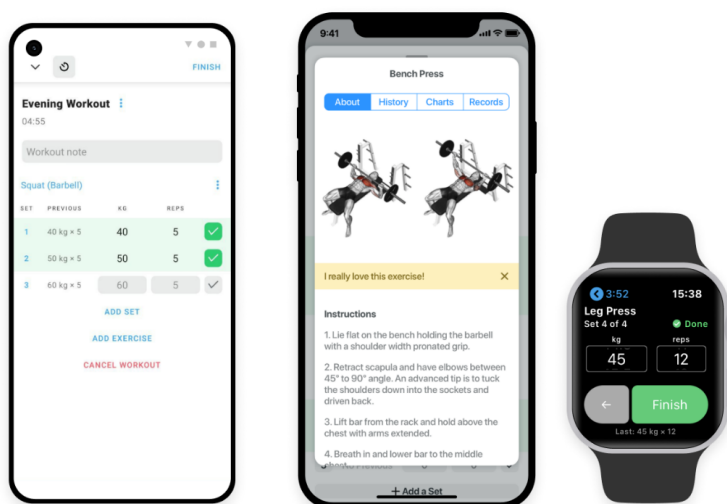 FINISH
Evening Workout
04:55
Workout note
Squat (Barbell)
SET PREVIOUS KG REPS
1 40 kg × 5 40 5
2 50 kg × 5 50 5
3 60 kg × 5 60 5
ADD SET
ADD EXERCISE
CANCEL WORKOUT
9:41
Bench Press
About History Charts Records
I really love this exercise!
Instructions
1. Lie flat on the bench holding the barbell
with a shoulder width pronated grip.
2. Retract scapula and have elbows between
45° to 90° angle. An advanced tip is to tuck
the shoulders down into the sockets and
driven back.
3. Lift bar from the rack and hold above the
chest with arms extended.
4. Breath in and lower bar to the middle
chest.
+ Add a Set
3:52 15:38
Leg Press
Set 4 of 4 Done
kg reps
45 12
Finish
Last: 45 kg × 12